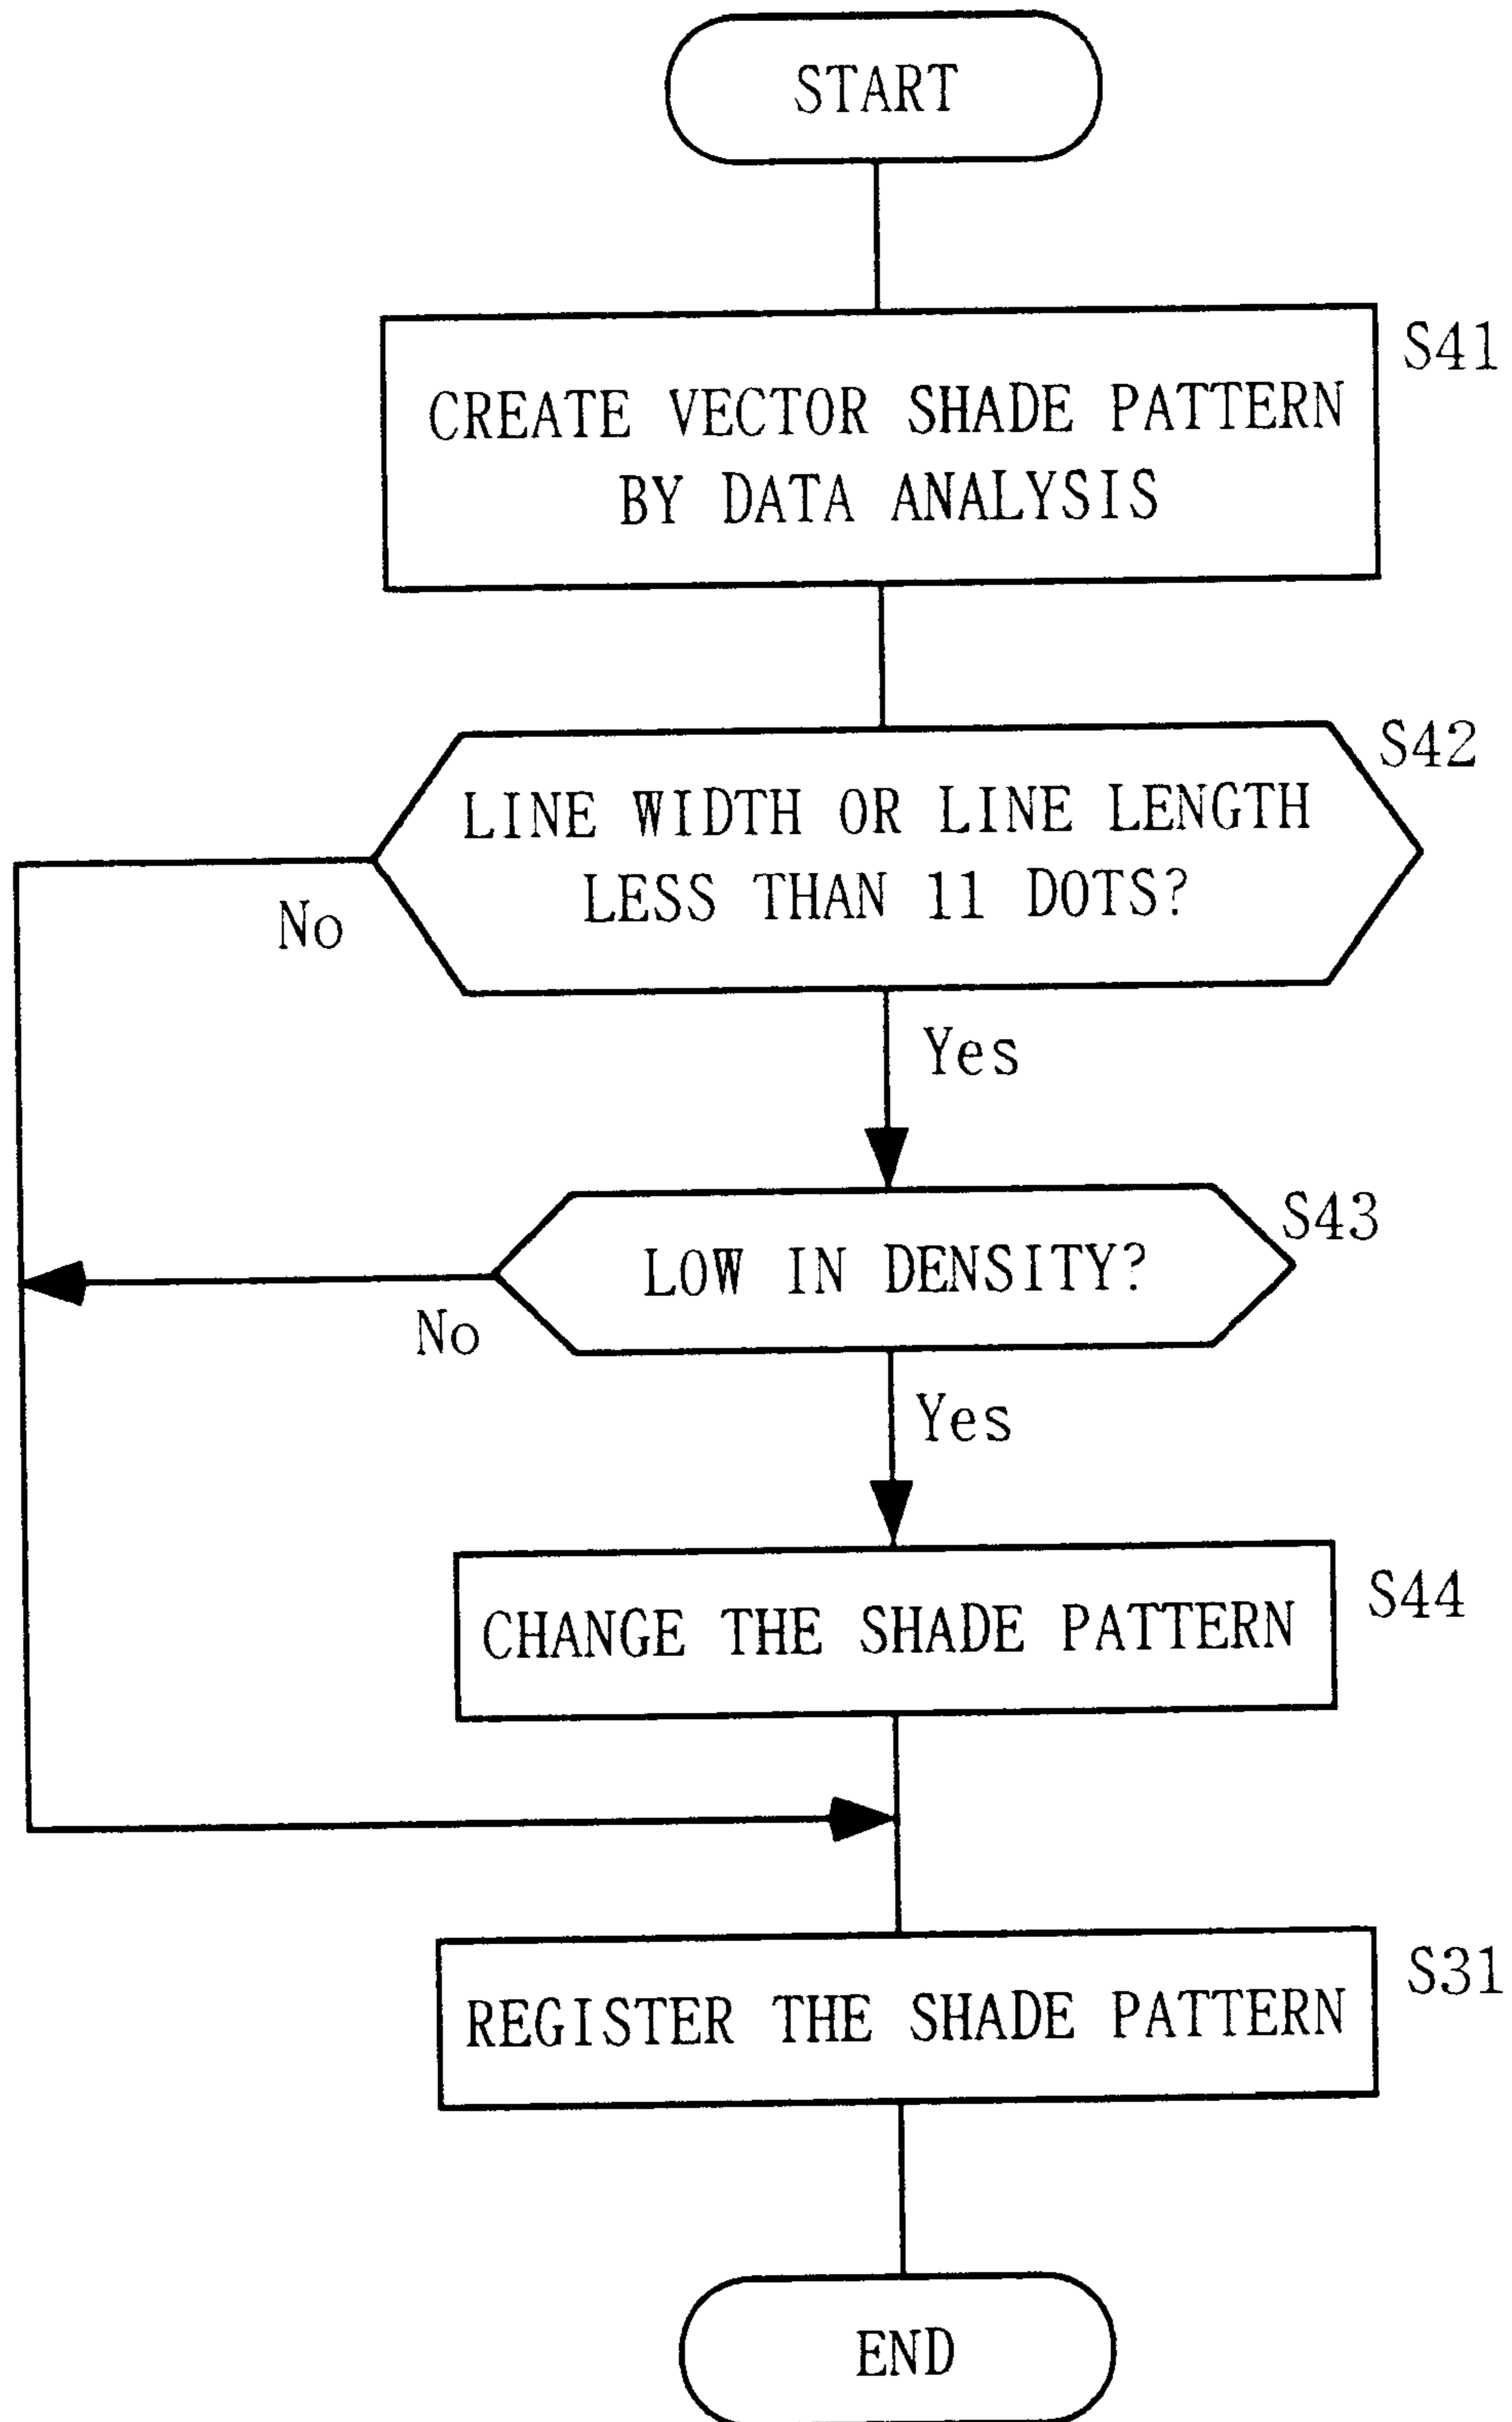 START
S41
CREATE VECTOR SHADE PATTERN
BY DATA ANALYSIS
S42
LINE WIDTH OR LINE LENGTH
LESS THAN 11 DOTS?
No
Yes
S43
LOW IN DENSITY?
No
Yes
S44
CHANGE THE SHADE PATTERN
S31
REGISTER THE SHADE PATTERN
END